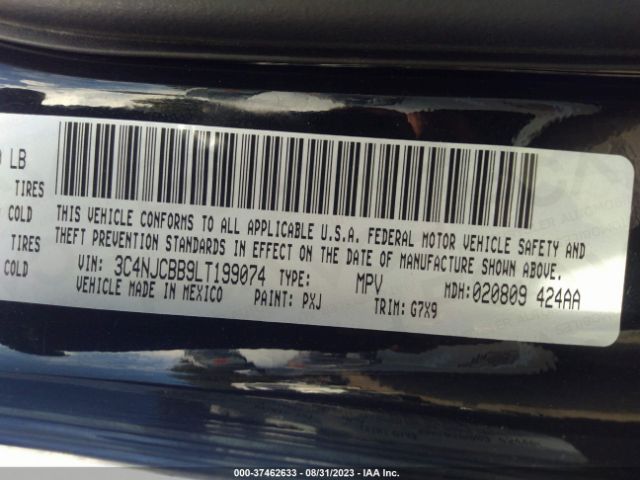 LB
TIRES
COLD
TIRES
COLD
THIS VEHICLE CONFORMS TO ALL APPLICABLE U.S.A. FEDERAL MOTOR VEHICLE SAFETY AND
THEFT PREVENTION STANDARDS IN EFFECT ON THE DATE OF MANUFACTURE SHOWN ABOVE.
VIN: 3C4NJCBB9LT199074 TYPE: MPV MDH:020809 424AA
VEHICLE MADE IN MEXICO PAINT: PXJ TRIM: G7X9
000-37462633 - 08/31/2023 - IAA Inc.